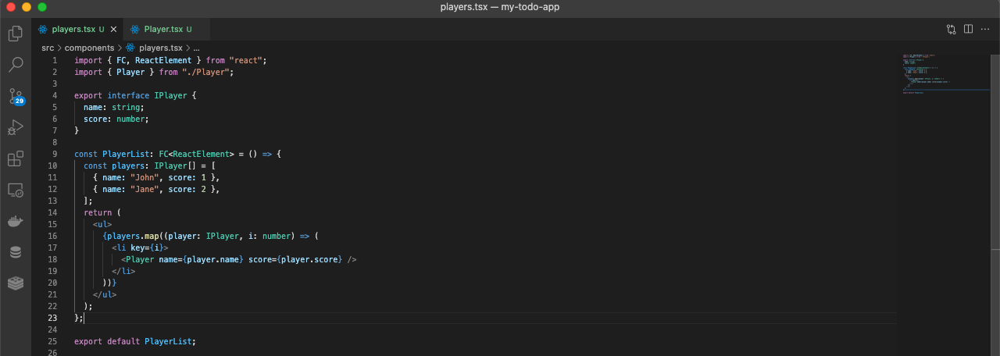 players.tsx — my-todo-app
players.tsx U Player.tsx U
src > components > players.tsx > ...
1 import { FC, ReactElement } from "react";
2 import { Player } from "./Player";
3
4 export interface IPlayer {
5 name: string;
6 score: number;
7 }
8
9 const PlayerList: FC<ReactElement> = () => {
10 const players: IPlayer[] = [
11 { name: "John", score: 1 },
12 { name: "Jane", score: 2 },
13 ];
14 return (
15 <ul>
16 {players.map((player: IPlayer, i: number) => (
17 <li key={i}>
18 <Player name={player.name} score={player.score} />
19 </li>
20 ))}
21 </ul>
22 );
23 };
24
25 export default PlayerList;
26
29